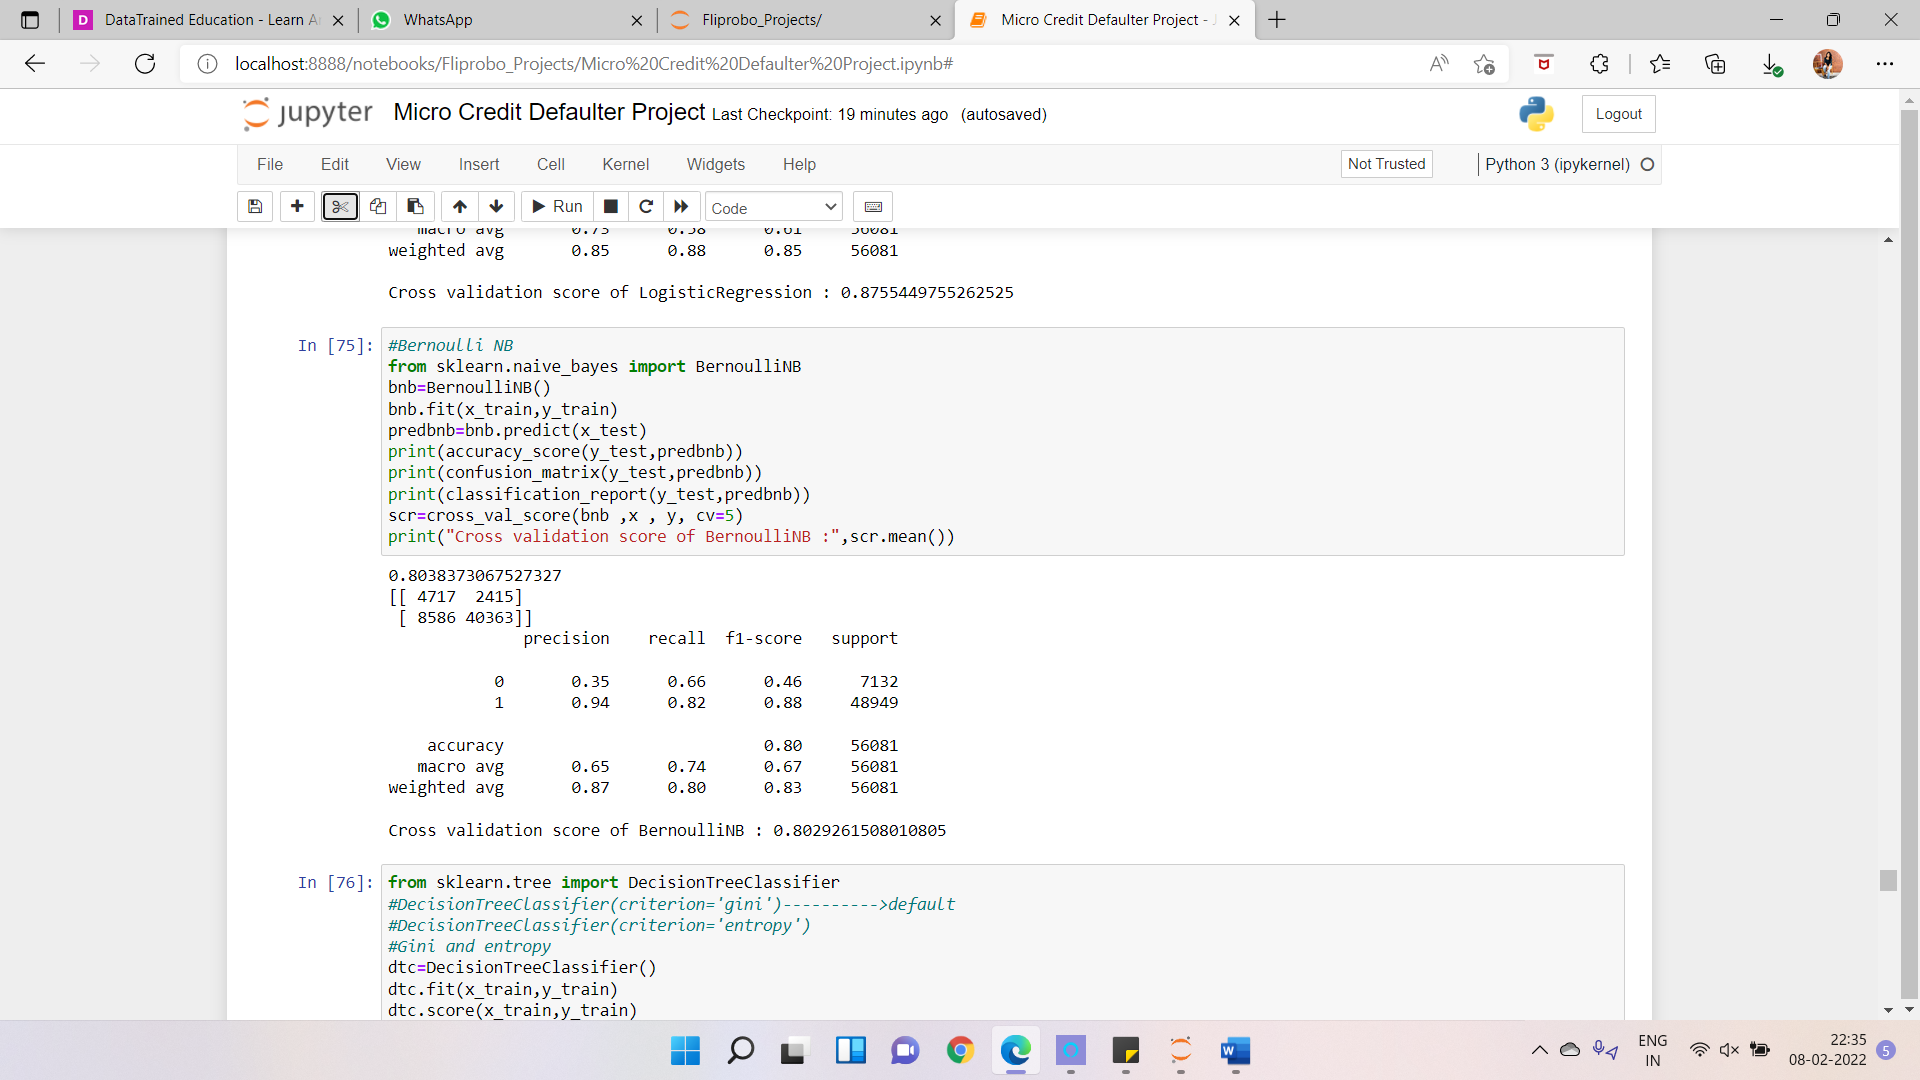 DataTrained Education - Learn A
WhatsApp
Fliprobo_Projects/
Micro Credit Defaulter Project - J
localhost:8888/notebooks/Fliprobo_Projects/Micro%20Credit%20Defaulter%20Project.ipynb#
jupyter Micro Credit Defaulter Project Last Checkpoint: 19 minutes ago (autosaved)
Logout
File Edit View Insert Cell Kernel Widgets Help
Not Trusted
Python 3 (ipykernel)
Run
Code
macro avg 0.73 0.58 0.61 56081
weighted avg 0.85 0.88 0.85 56081
Cross validation score of LogisticRegression : 0.8755449755262525
In [75]:
#Bernoulli NB
from sklearn.naive_bayes import BernoulliNB
bnb=BernoulliNB()
bnb.fit(x_train,y_train)
predbnb=bnb.predict(x_test)
print(accuracy_score(y_test,predbnb))
print(confusion_matrix(y_test,predbnb))
print(classification_report(y_test,predbnb))
scr=cross_val_score(bnb ,x , y, cv=5)
print("Cross validation score of BernoulliNB :",scr.mean())
0.8038373067527327
[[ 4717 2415]
[ 8586 40363]]
precision recall f1-score support
0 0.35 0.66 0.46 7132
1 0.94 0.82 0.88 48949
accuracy 0.80 56081
macro avg 0.65 0.74 0.67 56081
weighted avg 0.87 0.80 0.83 56081
Cross validation score of BernoulliNB : 0.8029261508010805
In [76]:
from sklearn.tree import DecisionTreeClassifier
#DecisionTreeClassifier(criterion='gini')---------->default
#DecisionTreeClassifier(criterion='entropy')
#Gini and entropy
dtc=DecisionTreeClassifier()
dtc.fit(x_train,y_train)
dtc.score(x_train,y_train)
ENG
IN
22:35
08-02-2022
5